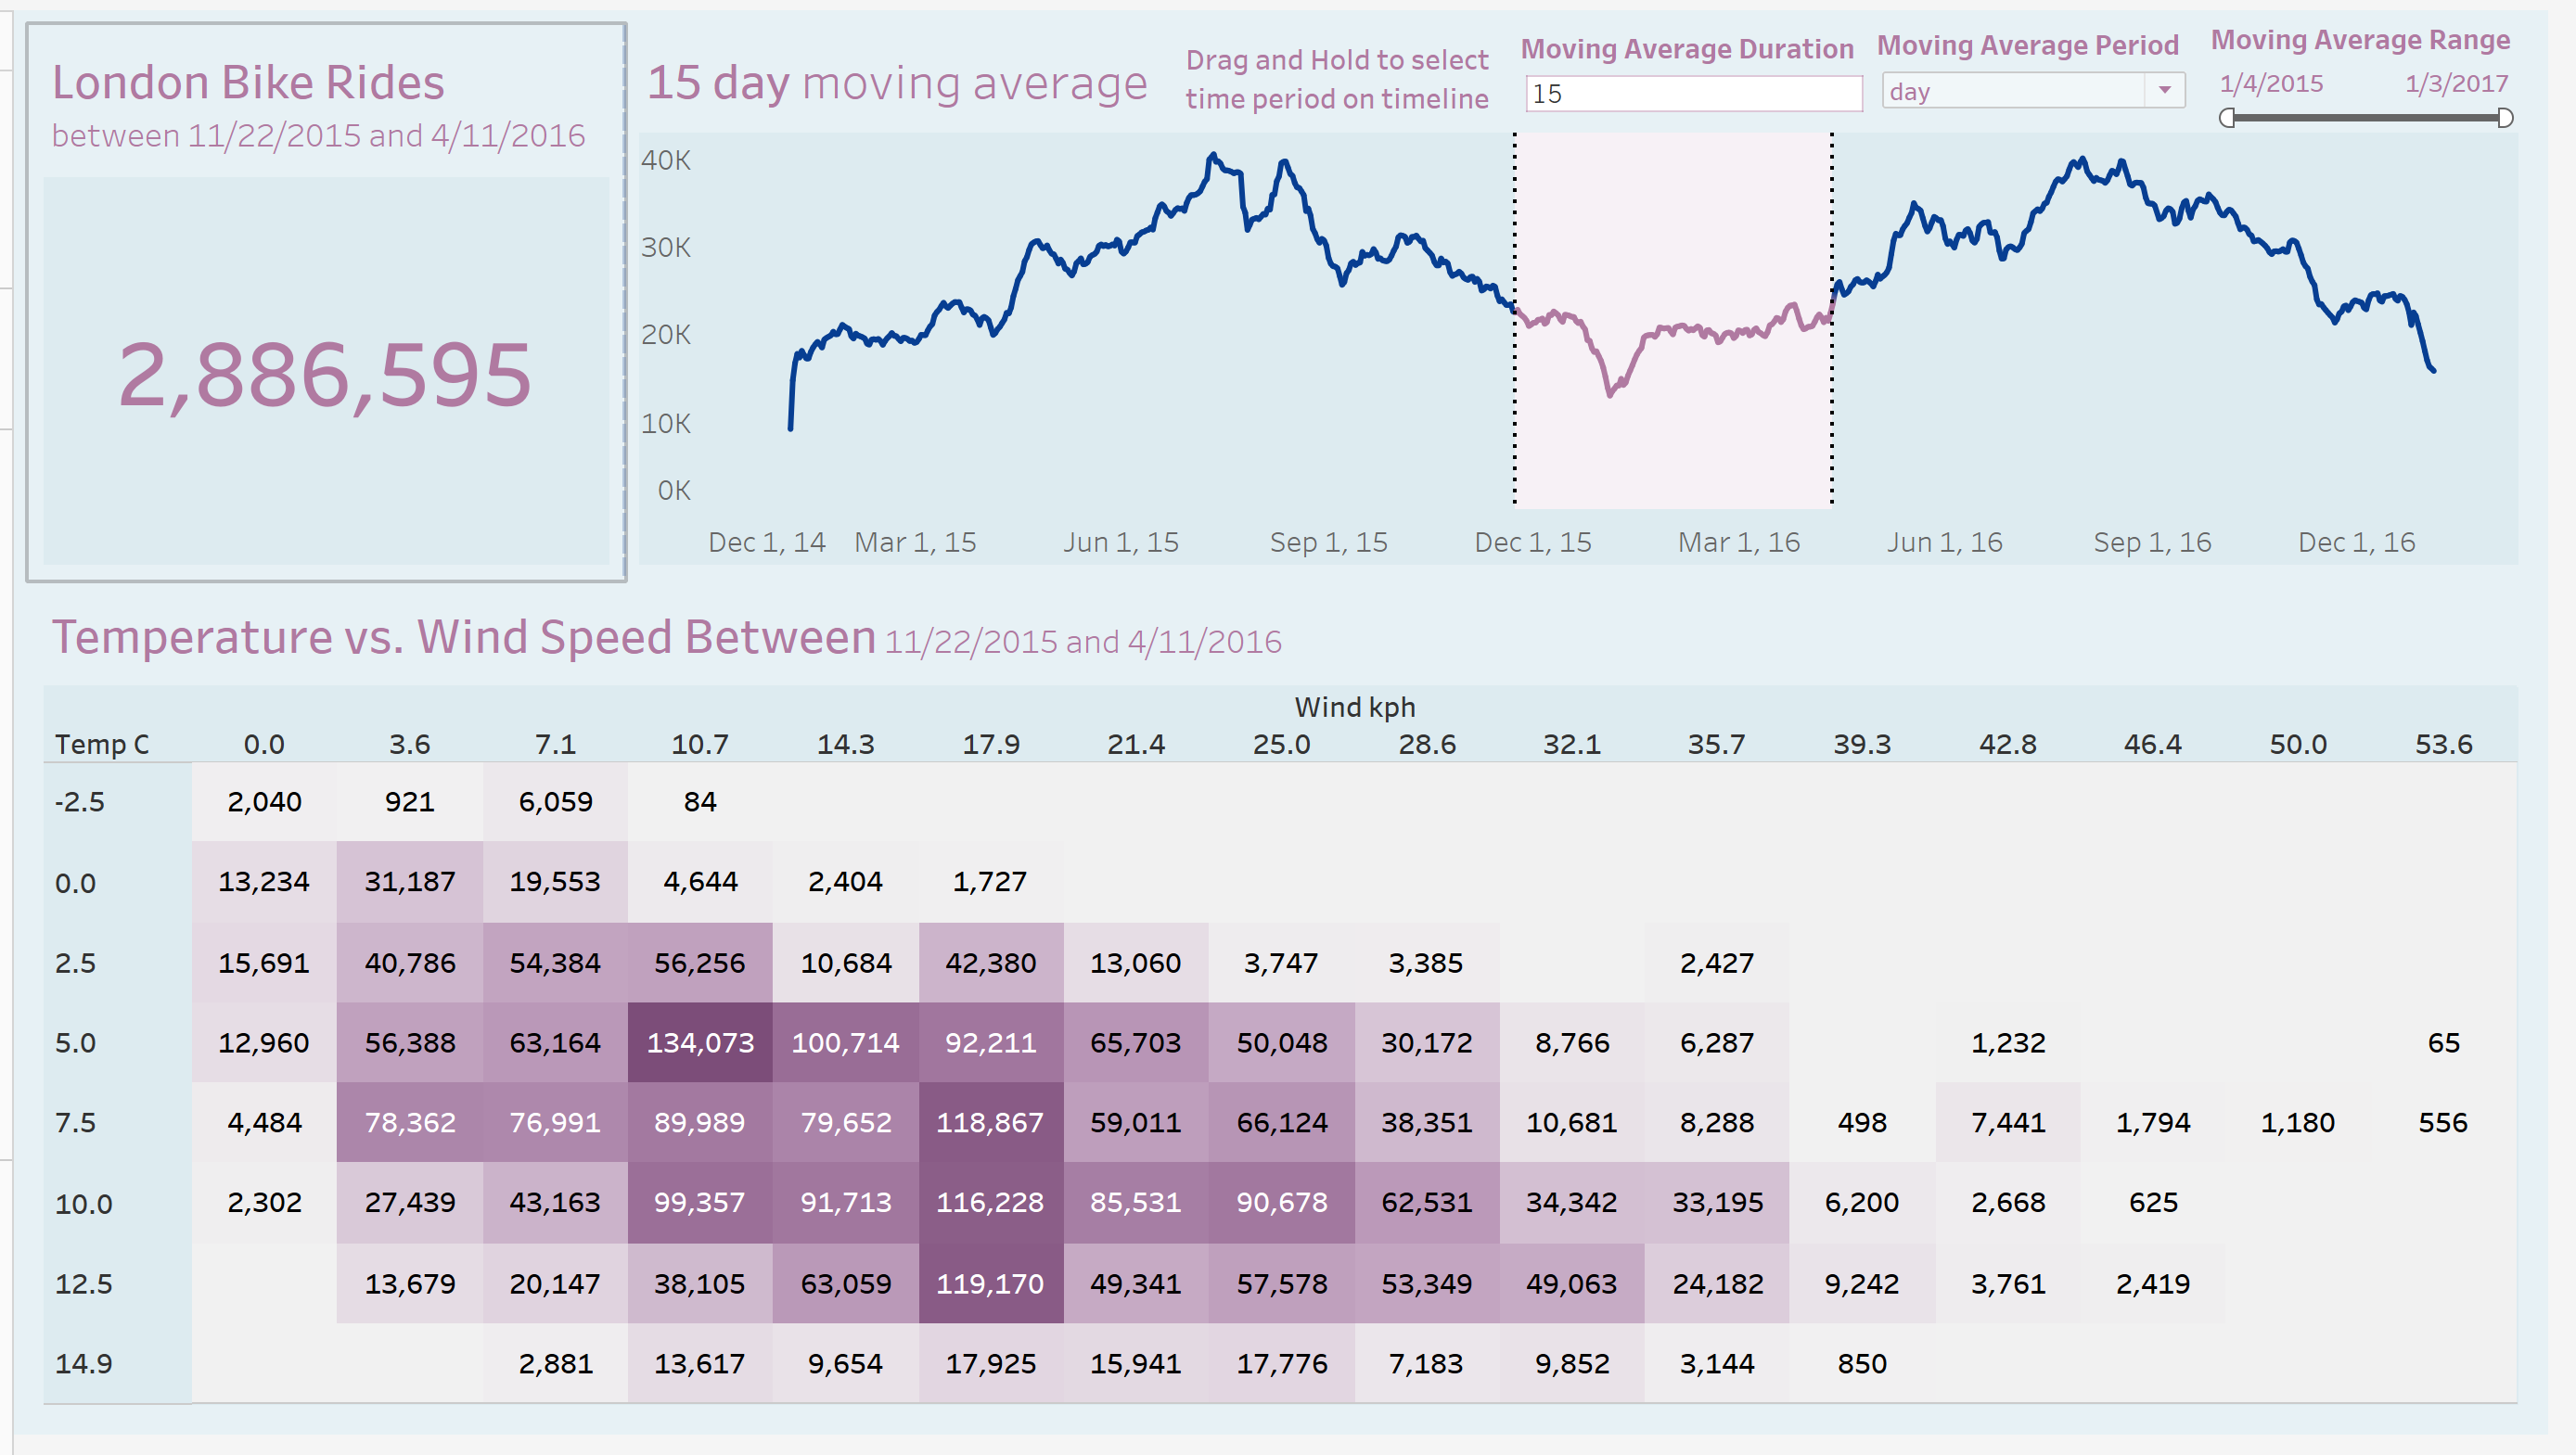 London Bike Rides
between 11/22/2015 and 4/11/2016
2,886,595
15 day moving average
Drag and Hold to select
time period on timeline
Moving Average Duration
15
Moving Average Period
day
Moving Average Range
1/4/2015 1/3/2017
40K
30K
20K
10K
0K
Dec 1, 14 Mar 1, 15 Jun 1, 15 Sep 1, 15 Dec 1, 15 Mar 1, 16 Jun 1, 16 Sep 1, 16 Dec 1, 16
Temperature vs. Wind Speed Between 11/22/2015 and 4/11/2016
Wind kph
Temp C 0.0 3.6 7.1 10.7 14.3 17.9 21.4 25.0 28.6 32.1 35.7 39.3 42.8 46.4 50.0 53.6
-2.5 2,040 921 6,059 84
0.0 13,234 31,187 19,553 4,644 2,404 1,727
2.5 15,691 40,786 54,384 56,256 10,684 42,380 13,060 3,747 3,385 2,427
5.0 12,960 56,388 63,164 134,073 100,714 92,211 65,703 50,048 30,172 8,766 6,287 1,232 65
7.5 4,484 78,362 76,991 89,989 79,652 118,867 59,011 66,124 38,351 10,681 8,288 498 7,441 1,794 1,180 556
10.0 2,302 27,439 43,163 99,357 91,713 116,228 85,531 90,678 62,531 34,342 33,195 6,200 2,668 625
12.5 13,679 20,147 38,105 63,059 119,170 49,341 57,578 53,349 49,063 24,182 9,242 3,761 2,419
14.9 2,881 13,617 9,654 17,925 15,941 17,776 7,183 9,852 3,144 850